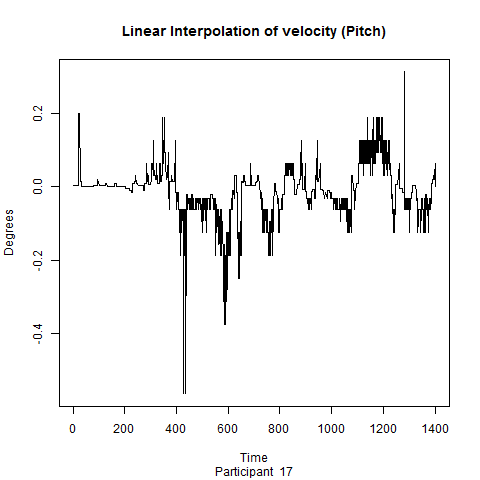 Linear Interpolation of velocity (Pitch)
0.2
0.0
-0.2
-0.4
Degrees
0 200 400 600 800 1000 1200 1400
Time
Participant 17